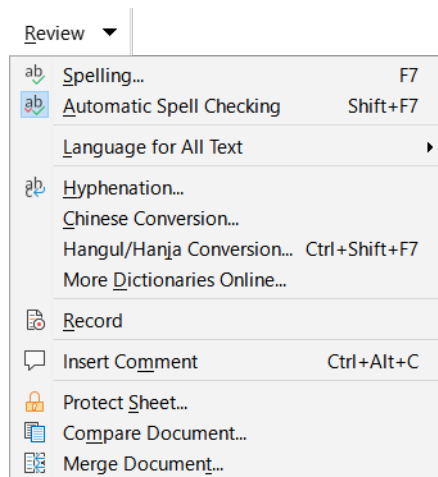 Review
Spelling... F7
Automatic Spell Checking Shift+F7
Language for All Text
Hyphenation...
Chinese Conversion...
Hangul/Hanja Conversion... Ctrl+Shift+F7
More Dictionaries Online...
Record
Insert Comment Ctrl+Alt+C
Protect Sheet...
Compare Document...
Merge Document...